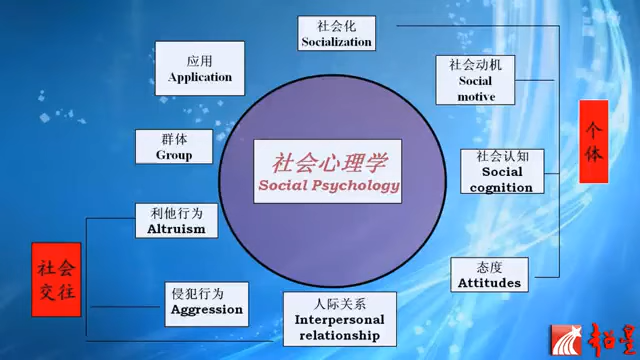 社会化
Socialization
应用
Application
社会动机
Social
motive
群体
Group
社会心理学
Social Psychology
个
体
社会认知
Social
cognition
利他行为
Altruism
社会
交往
态度
Attitudes
侵犯行为
Aggression
人际关系
Interpersonal
relationship